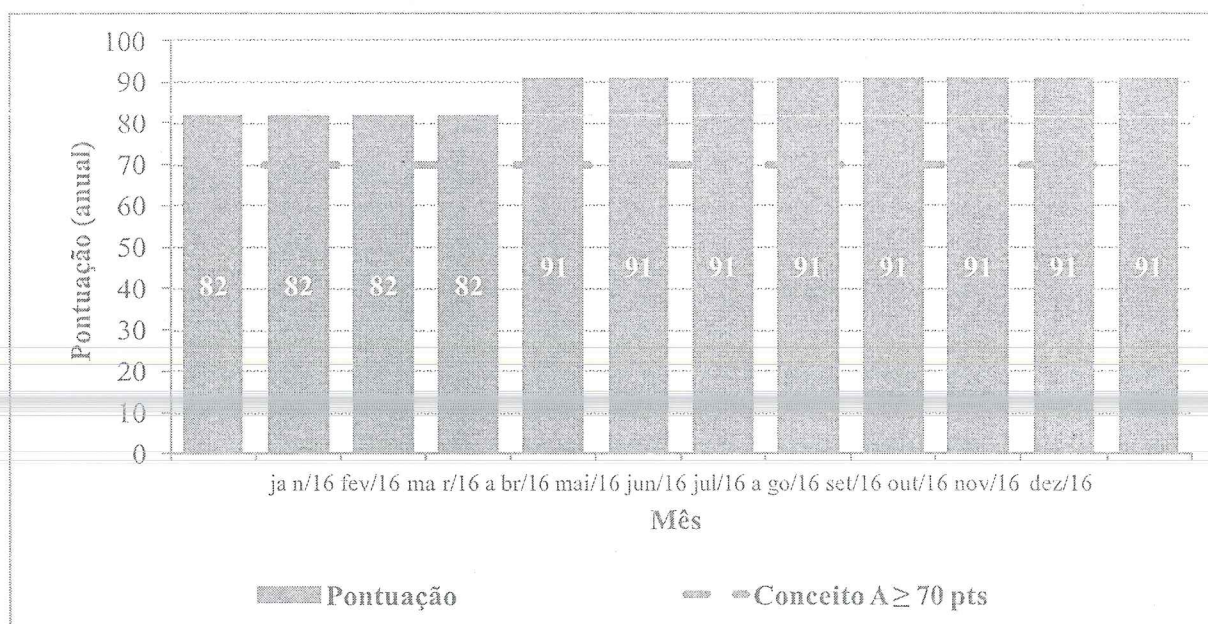 Pontuação (anual)
100
90
80
70
60
50
40
30
20
10
0
82 82 82 82 91 91 91 91 91 91 91 91
ja n/16 fev/16 ma r/16 a br/16 mai/16 jun/16 jul/16 a go/16 set/16 out/16 nov/16 dez/16
Mês
Pontuação
Conceito A ≥ 70 pts